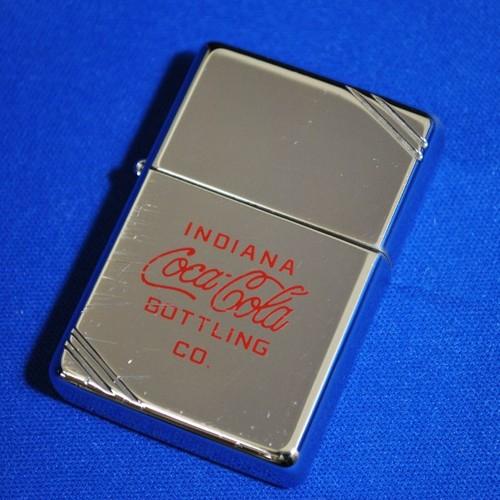 INDIANA
Coca-Cola
BOTTLING
CO.